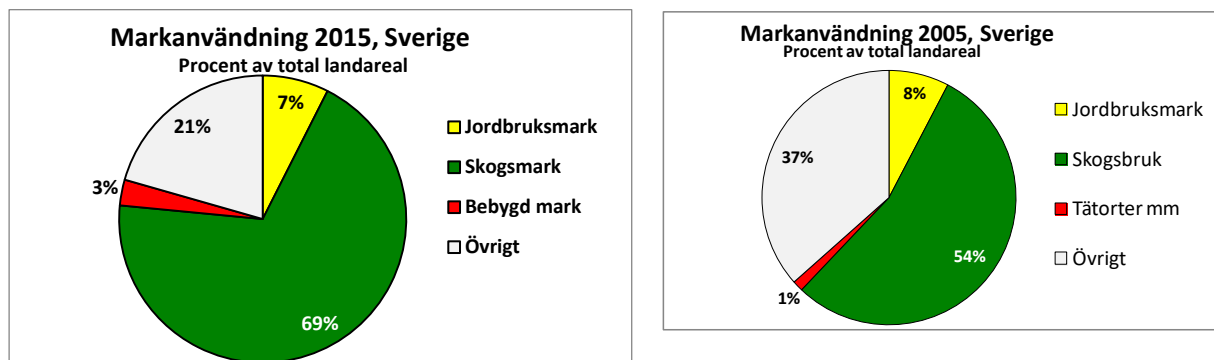 Markanvändning 2015, Sverige
Procent av total landareal
7%
21%
3%
69%
Jordbruksmark
Skogsmark
Bebygd mark
Övrigt
Markanvändning 2005, Sverige
Procent av total landareal
8%
37%
54%
1%
Jordbruksmark
Skogsbruk
Tätorter mm
Övrigt